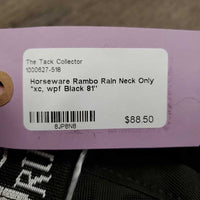 The Tack Collector
1000627-518
Horseware Rambo Rain Neck Only
"xc, wpf Black 81"
8JP8N8
$88.50